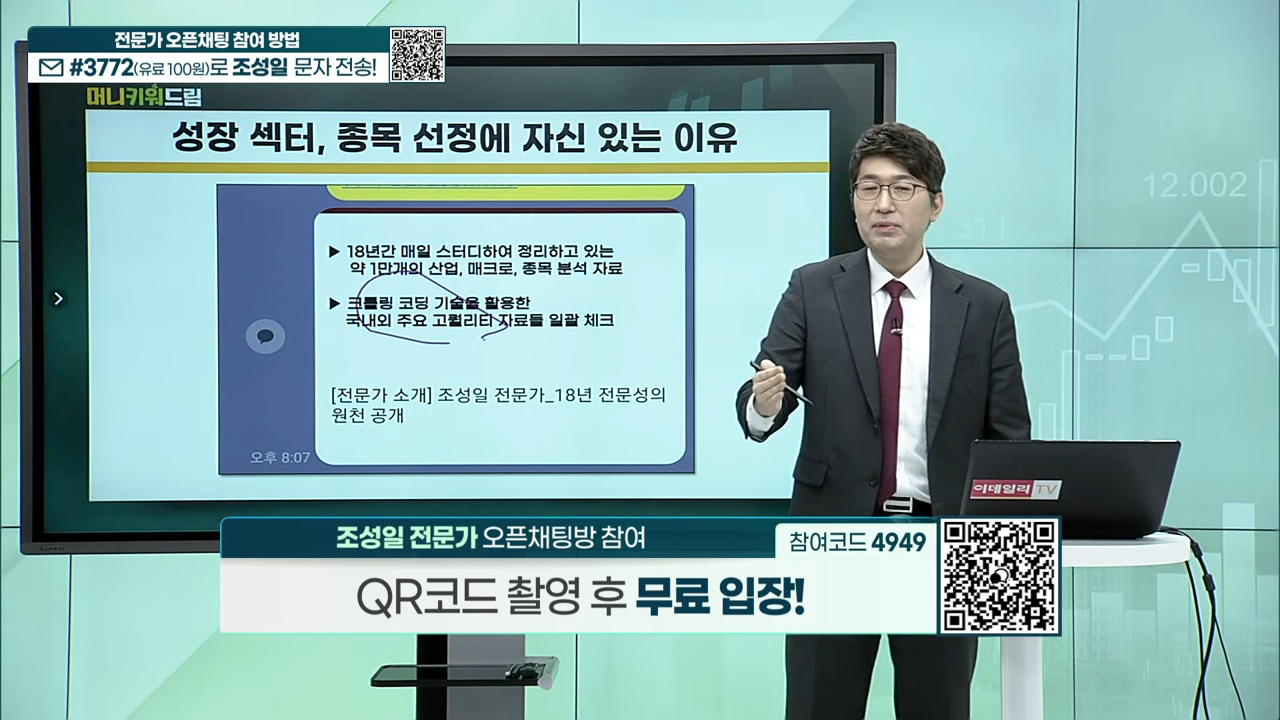 전문가 오픈채팅 참여 방법
#3772(유료 100원)로 조성일 문자 전송!
머니키워드림
성장 섹터, 종목 선정에 자신 있는 이유
▶ 18년간 매일 스터디하여 정리하고 있는
약 1만개의 산업, 매크로, 종목 분석 자료
▶ 크롤링 코딩 기술을 활용한
국내외 주요 고퀄리티 자료들 일괄 체크
[전문가 소개] 조성일 전문가_18년 전문성의
원천 공개
오후 8:07
12.002
311
이데일리TV
조성일 전문가 오픈채팅방 참여
참여코드 4949
QR코드 촬영 후 무료 입장!